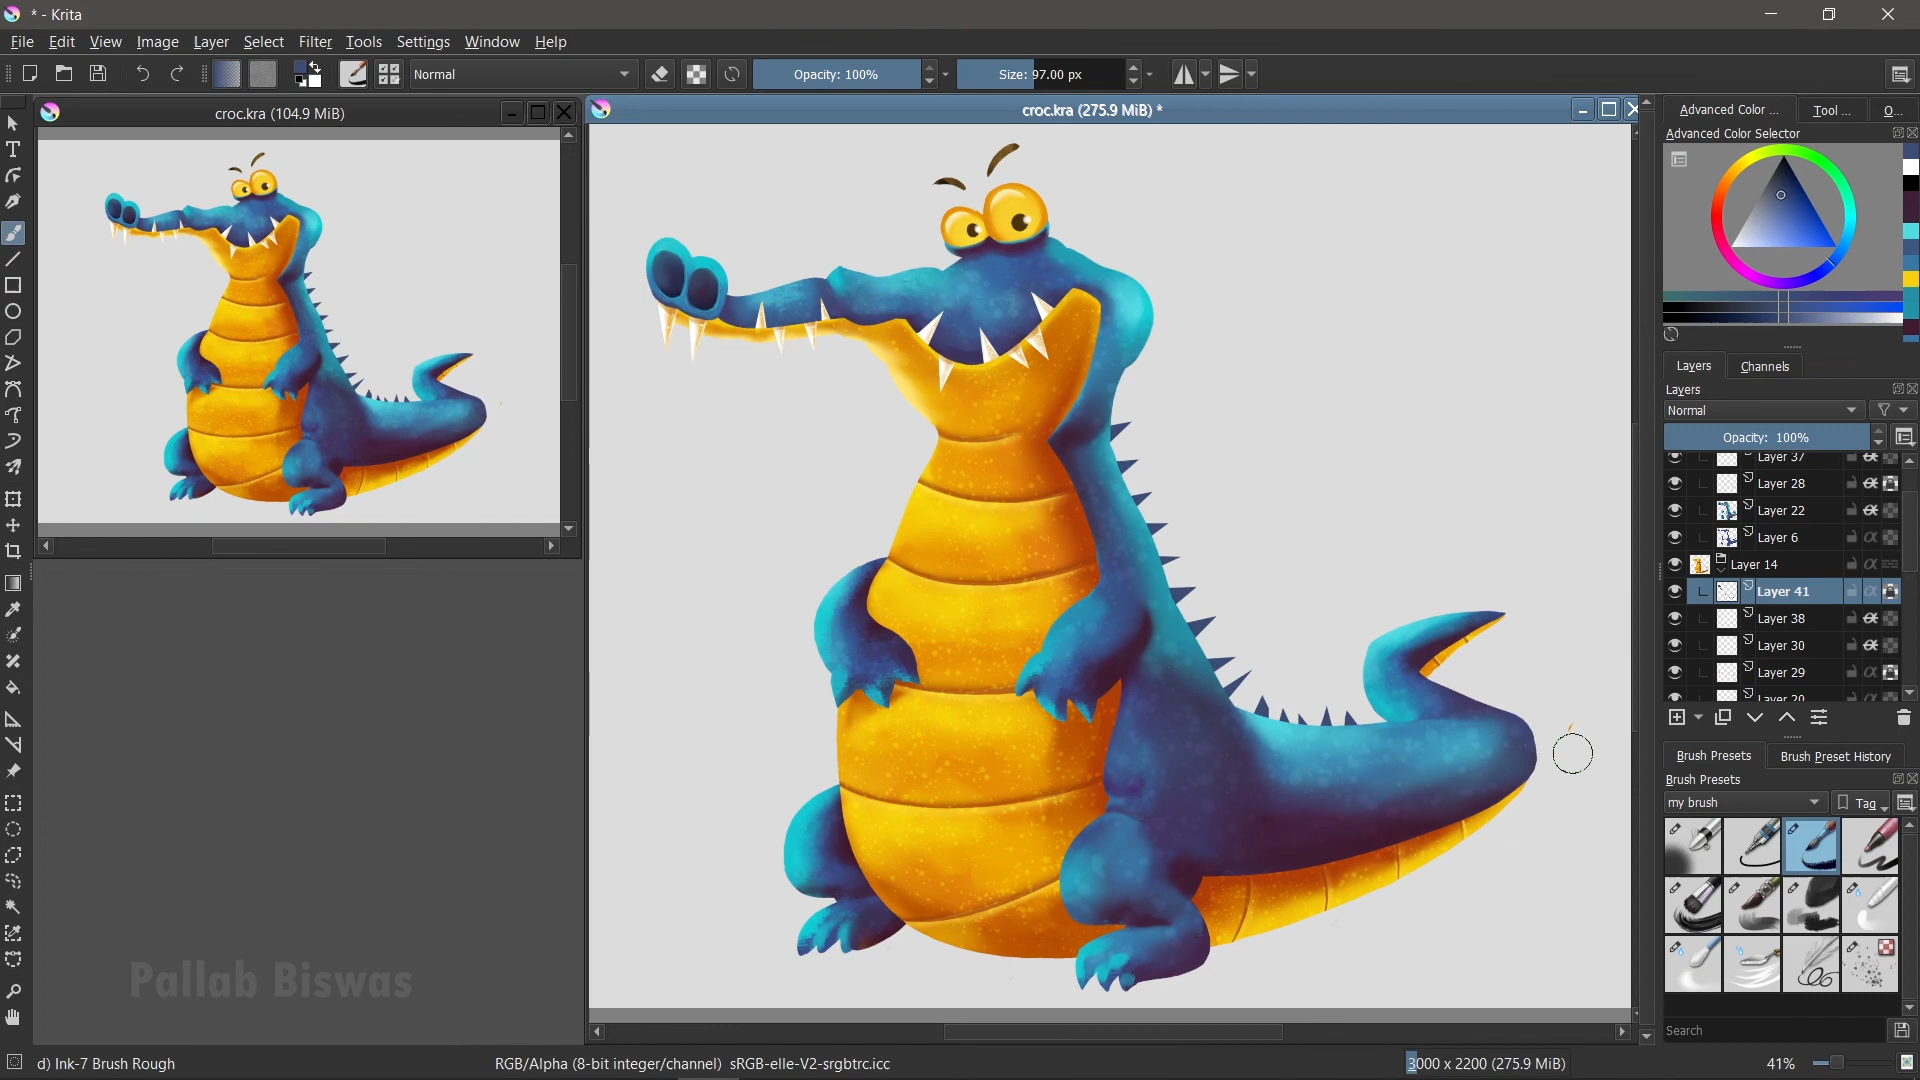 * - Krita
File Edit View Image Layer Select Filter Tools Settings Window Help
Normal
Opacity: 100%
Size: 97.00 px
croc.kra (104.9 MiB)
croc.kra (275.9 MiB) *
Advanced Color ... Tool ... O...
Advanced Color Selector
Layers Channels
Layers
Normal
Opacity: 100%
Layer 37
Layer 28
Layer 22
Layer 6
Layer 14
Layer 41
Layer 38
Layer 30
Layer 29
Layer 20
Brush Presets Brush Preset History
Brush Presets
my brush
Tag
Search
Pallab Biswas
d) Ink-7 Brush Rough
RGB/Alpha (8-bit integer/channel) sRGB-elle-V2-srgbtrc.icc
3000 x 2200 (275.9 MiB)
41%